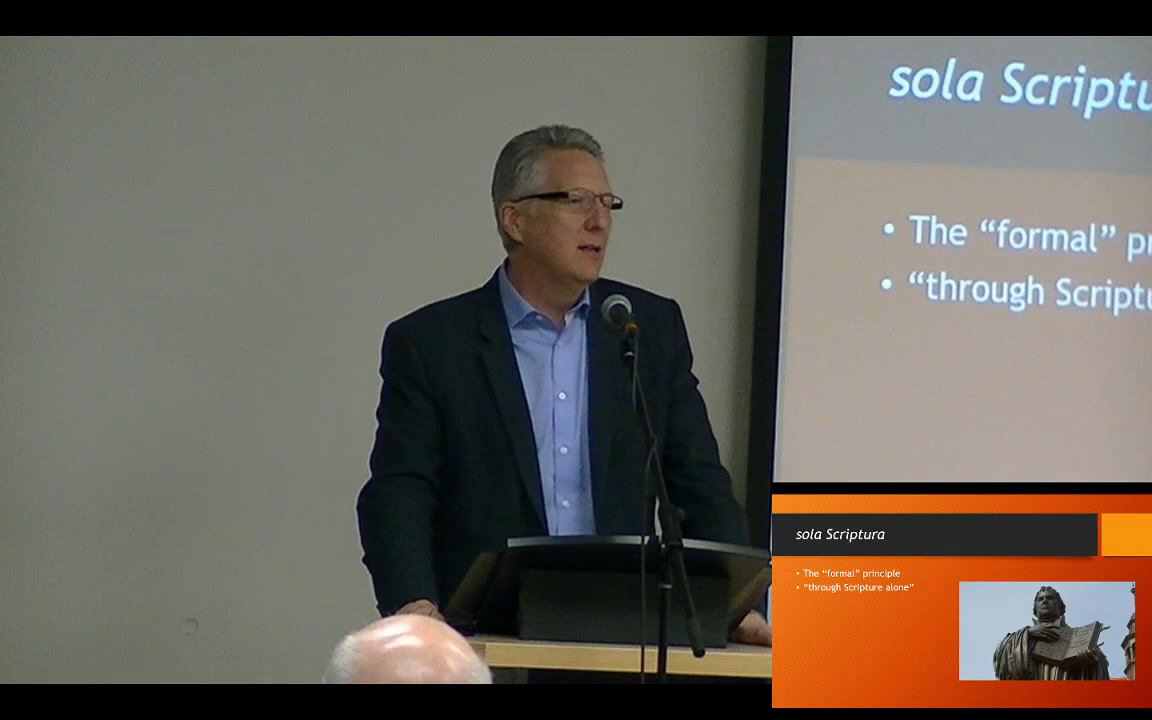 sola Scriptu
• The “formal” pr
• “through Scriptu
sola Scriptura
• The “formal” principle
• “through Scripture alone”